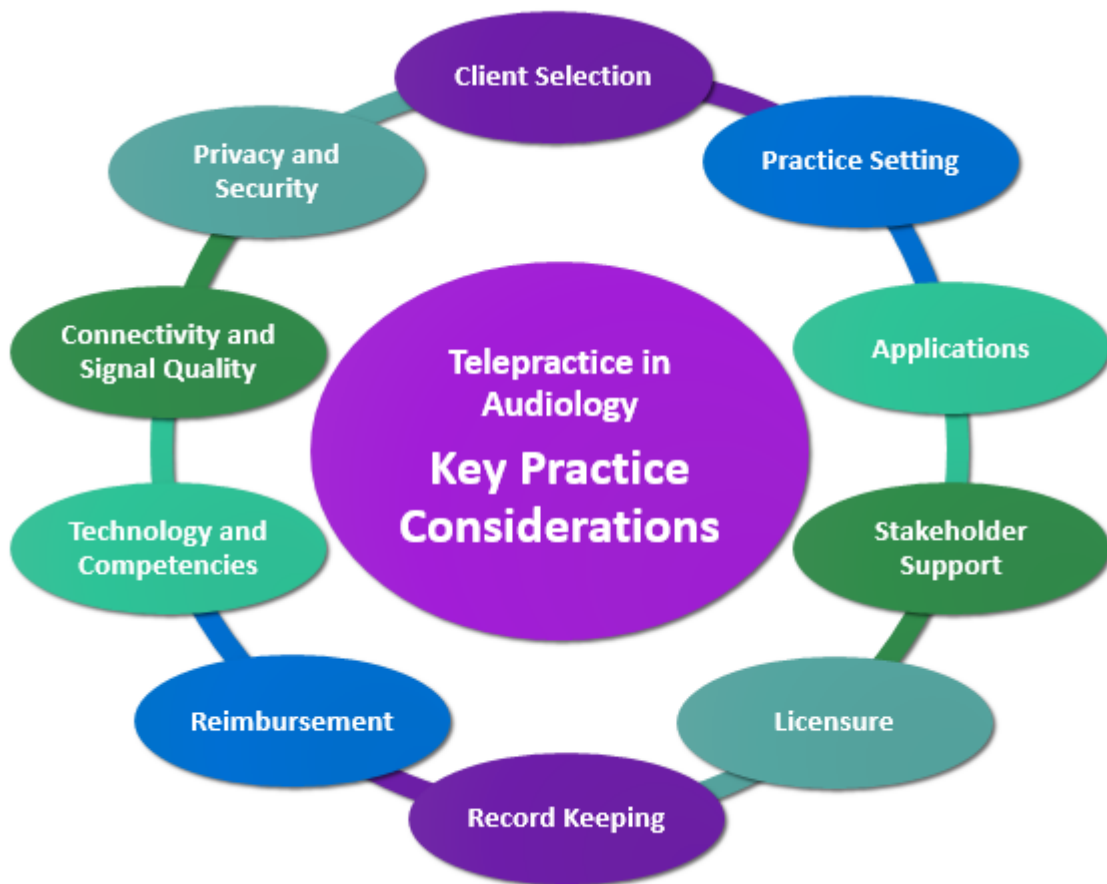 Client Selection
Practice Setting
Applications
Stakeholder
Support
Licensure
Record Keeping
Reimbursement
Technology and
Competencies
Connectivity and
Signal Quality
Privacy and
Security
Telepractice in
Audiology
Key Practice
Considerations